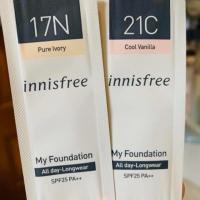 17N
Pure Ivory
innisfree
My Foundation
All day-Longwear
SPF25 PA++
21C
Cool Vanilla
innisfree
My Foundation
All day-Longwear
SPF25 PA++